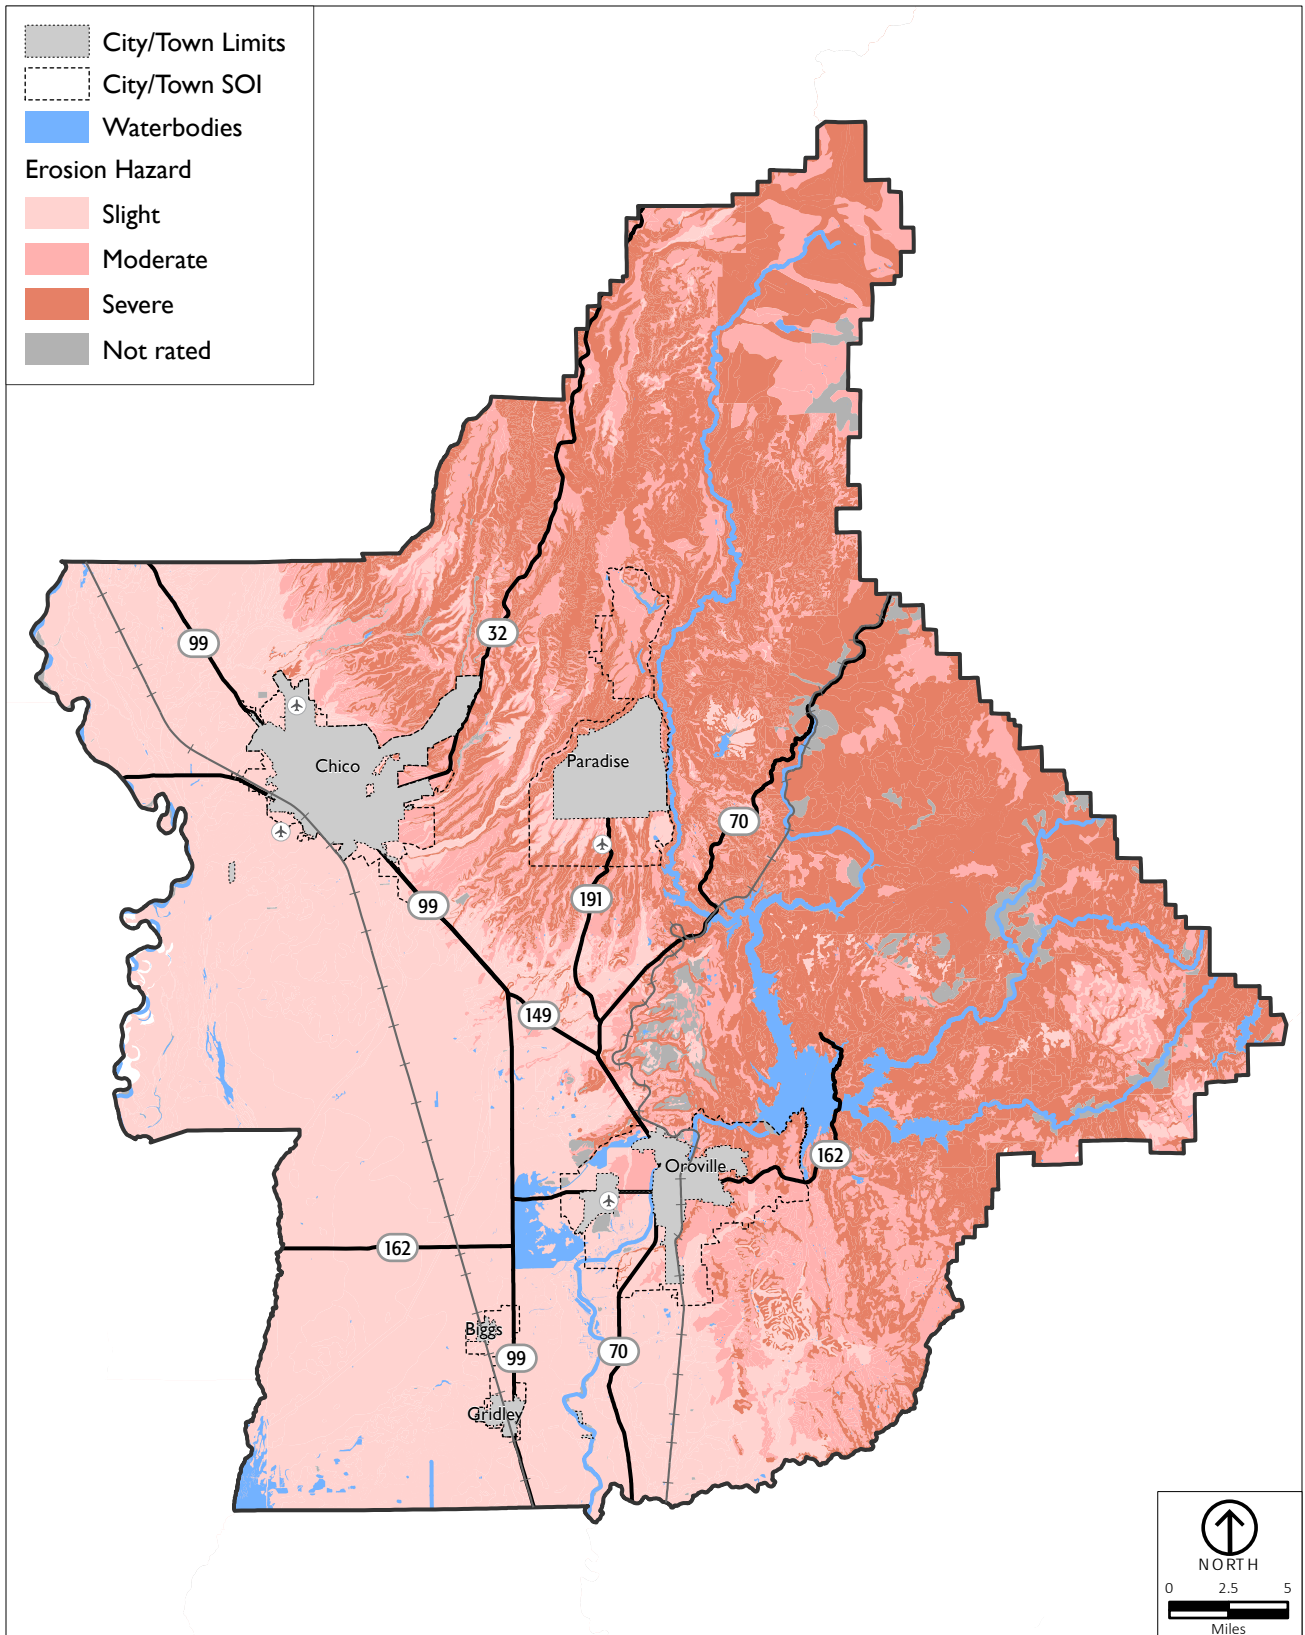 City/Town Limits
City/Town SOI
Waterbodies
Erosion Hazard
Slight
Moderate
Severe
Not rated
99
32
Chico
Paradise
70
99
191
149
Oroville
162
162
Biggs
99
70
Gridley
NORTH
0 2.5 5
Miles